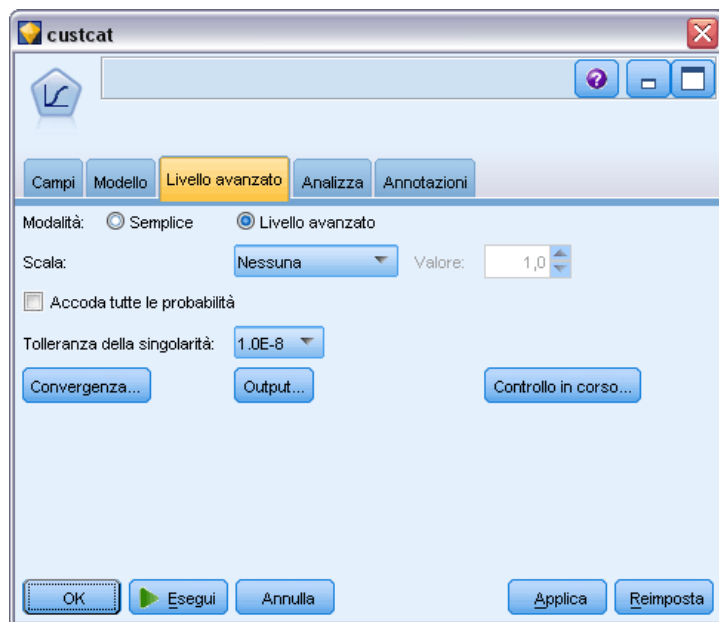 custcat
Campi Modello Livello avanzato Analizza Annotazioni
Modalità: Semplice Livello avanzato
Scala: Nessuna Valore: 1,0
Accoda tutte le probabilità
Tolleranza della singolarità: 1.0E-8
Convergenza... Output... Controllo in corso...
OK Esegui Annulla Applica Reimposta